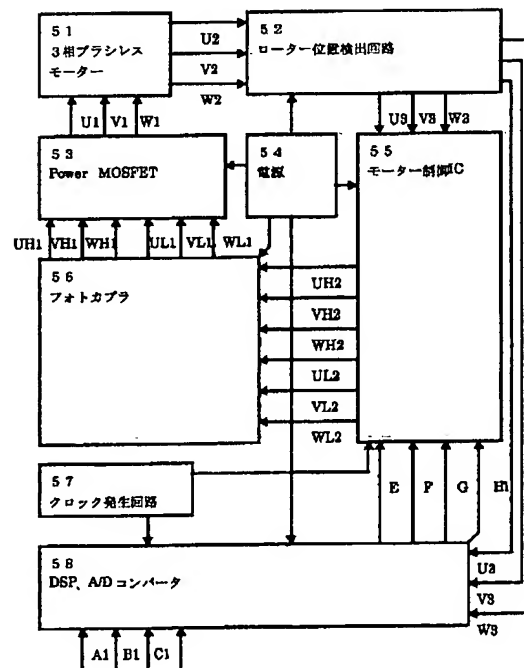 51
3相ブラシレス
モーター
U2
V2
W2
52
ローター位置検出回路
U1 V1 W1
U3 V3 W3
53
Power MOSFET
54
電源
55
モーター制御IC
UH1 VH1 WH1 UL1 VL1 WL1
56
フォトカプラ
UH2
VH2
WH2
UL2
VL2
WL2
57
クロック発生回路
E F G H
58
DSP、A/Dコンバータ
U3
V3
W3
A1 B1 C1